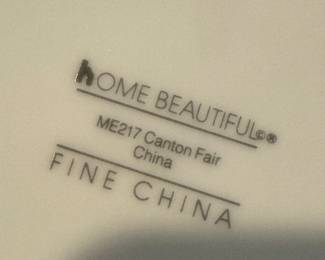 hOME BEAUTIFUL©®
ME217 Canton Fair
China
FINE CHINA